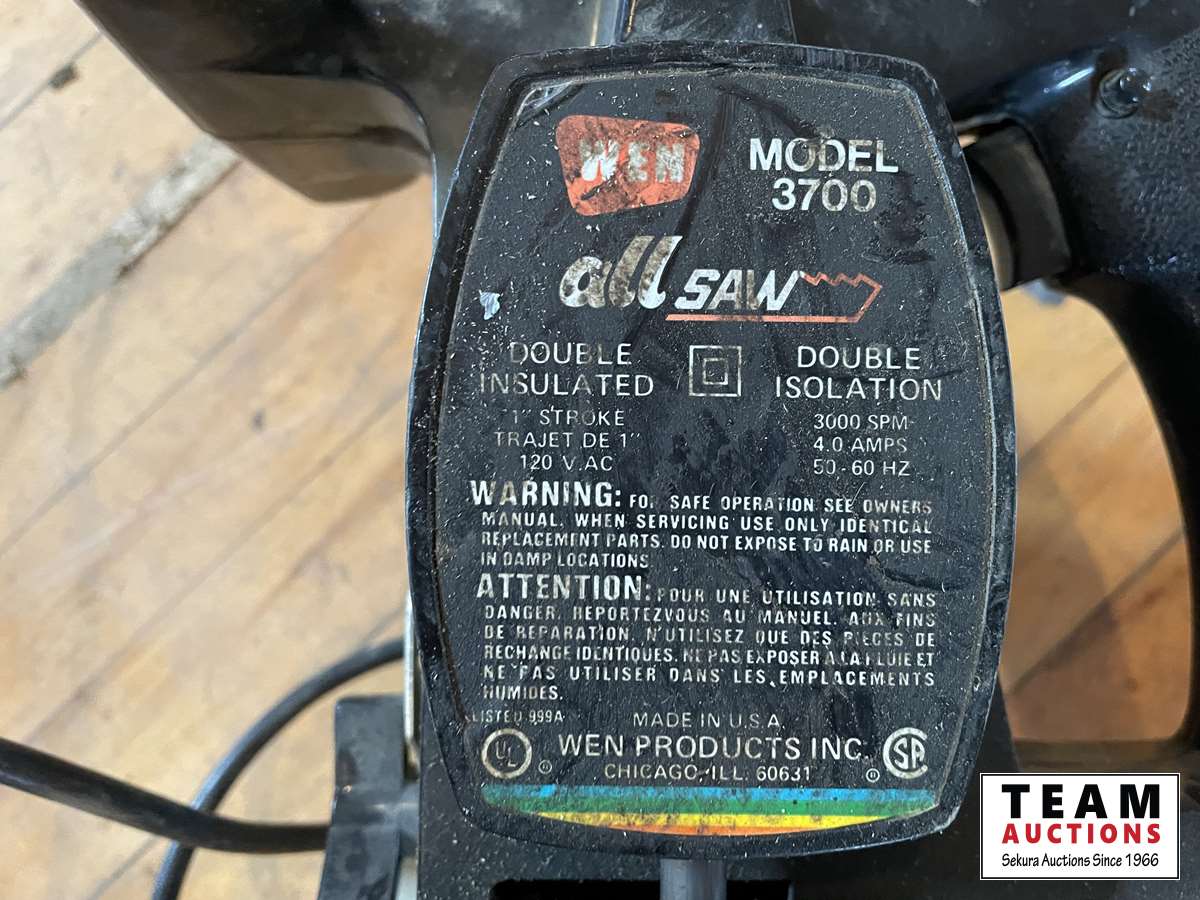 WEN
MODEL
3700
all SAW
DOUBLE
INSULATED
DOUBLE
ISOLATION
1" STROKE
TRAJET DE 1"
120 V.AC
3000 SPM
4.0 AMPS
50-60 HZ
WARNING: FOR SAFE OPERATION SEE OWNERS
MANUAL. WHEN SERVICING USE ONLY IDENTICAL
REPLACEMENT PARTS. DO NOT EXPOSE TO RAIN OR USE
IN DAMP LOCATIONS
ATTENTION: POUR UNE UTILISATION SANS
DANGER, REPORTEZVOUS AU MANUEL. AUX FINS
DE REPARATION, N'UTILISEZ QUE DES PIECES DE
RECHANGE IDENTIQUES. NE PAS EXPOSER A LA PLUIE ET
NE PAS UTILISER DANS LES EMPLACEMENTS
HUMIDES.
LISTED 999A
MADE IN U.S.A.
UL ®
WEN PRODUCTS INC.
CHICAGO, ILL. 60631
® SA
TEAM
AUCTIONS
Sekura Auctions Since 1966